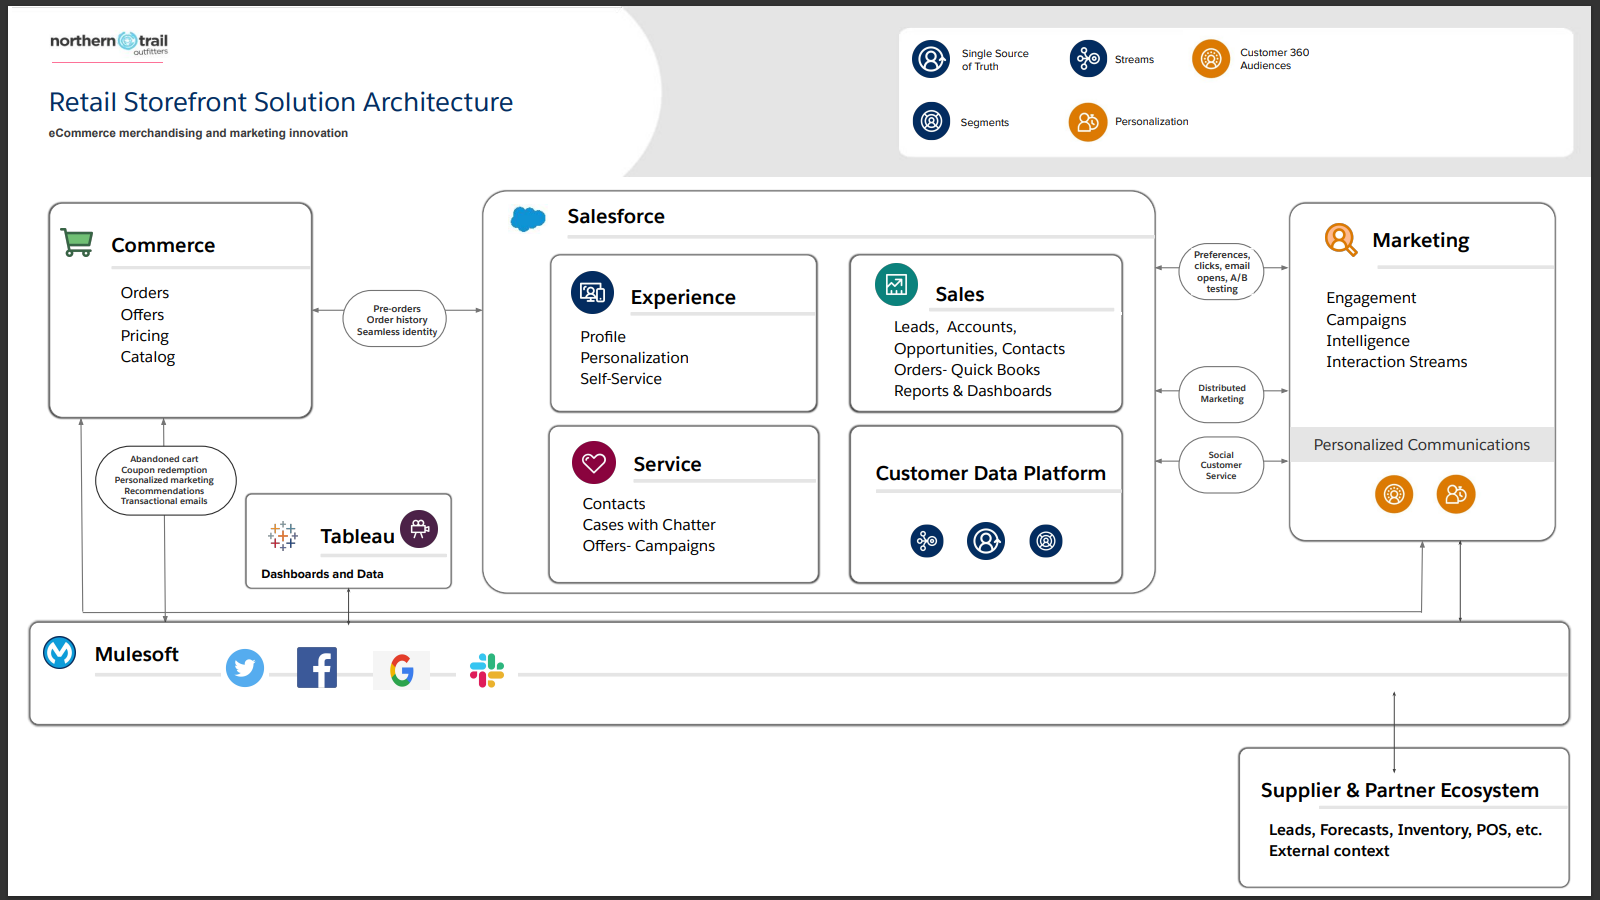 northern trail
outfitters
Retail Storefront Solution Architecture
eCommerce merchandising and marketing innovation
Single Source
of Truth
Streams
Customer 360
Audiences
Segments
Personalization
Commerce
Orders
Offers
Pricing
Catalog
Pre-orders
Order history
Seamless identity
Salesforce
Experience
Profile
Personalization
Self-Service
Sales
Leads, Accounts,
Opportunities, Contacts
Orders- Quick Books
Reports & Dashboards
Service
Contacts
Cases with Chatter
Offers- Campaigns
Customer Data Platform
Preferences,
clicks, email
opens, A/B
testing
Distributed
Marketing
Social
Customer
Service
Marketing
Engagement
Campaigns
Intelligence
Interaction Streams
Personalized Communications
Abandoned cart
Coupon redemption
Personalized marketing
Recommendations
Transactional emails
Tableau
Dashboards and Data
Mulesoft
Supplier & Partner Ecosystem
Leads, Forecasts, Inventory, POS, etc.
External context